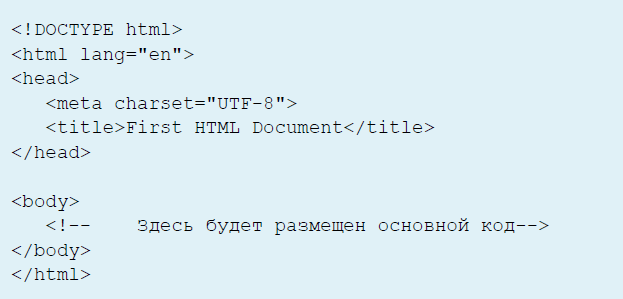 <!DOCTYPE html>
<html lang="en">
<head>
   <meta charset="UTF-8">
   <title>First HTML Document</title>
</head>

<body>
   <!--    Здесь будет размещен основной код-->
</body>
</html>